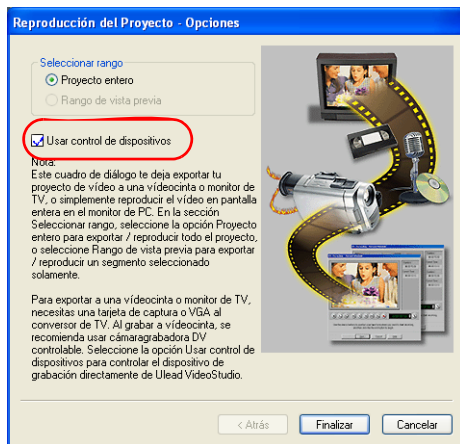 Reproducción del Proyecto - Opciones
Seleccionar rango
Proyecto entero
Rango de vista previa
Usar control de dispositivos
Nota:
Este cuadro de diálogo te deja exportar tu
proyecto de vídeo a una vídeocinta o monitor de
TV, o simplemente reproducir el vídeo en pantalla
entera en el monitor de PC. En la sección
Seleccionar rango, seleccione la opción Proyecto
entero para exportar / reproducir todo el proyecto,
o seleccione Rango de vista previa para exportar
/ reproducir un segmento seleccionado
solamente.
Para exportar a una vídeocinta o monitor de TV,
necesitas una tarjeta de captura o VGA al
conversor de TV. Al grabar a vídeocinta, se
recomienda usar cámaragrabadora DV
controlable. Seleccione la opción Usar control de
dispositivos para controlar el dispositivo de
grabación directamente de Ulead VideoStudio.
< Atrás
Finalizar
Cancelar